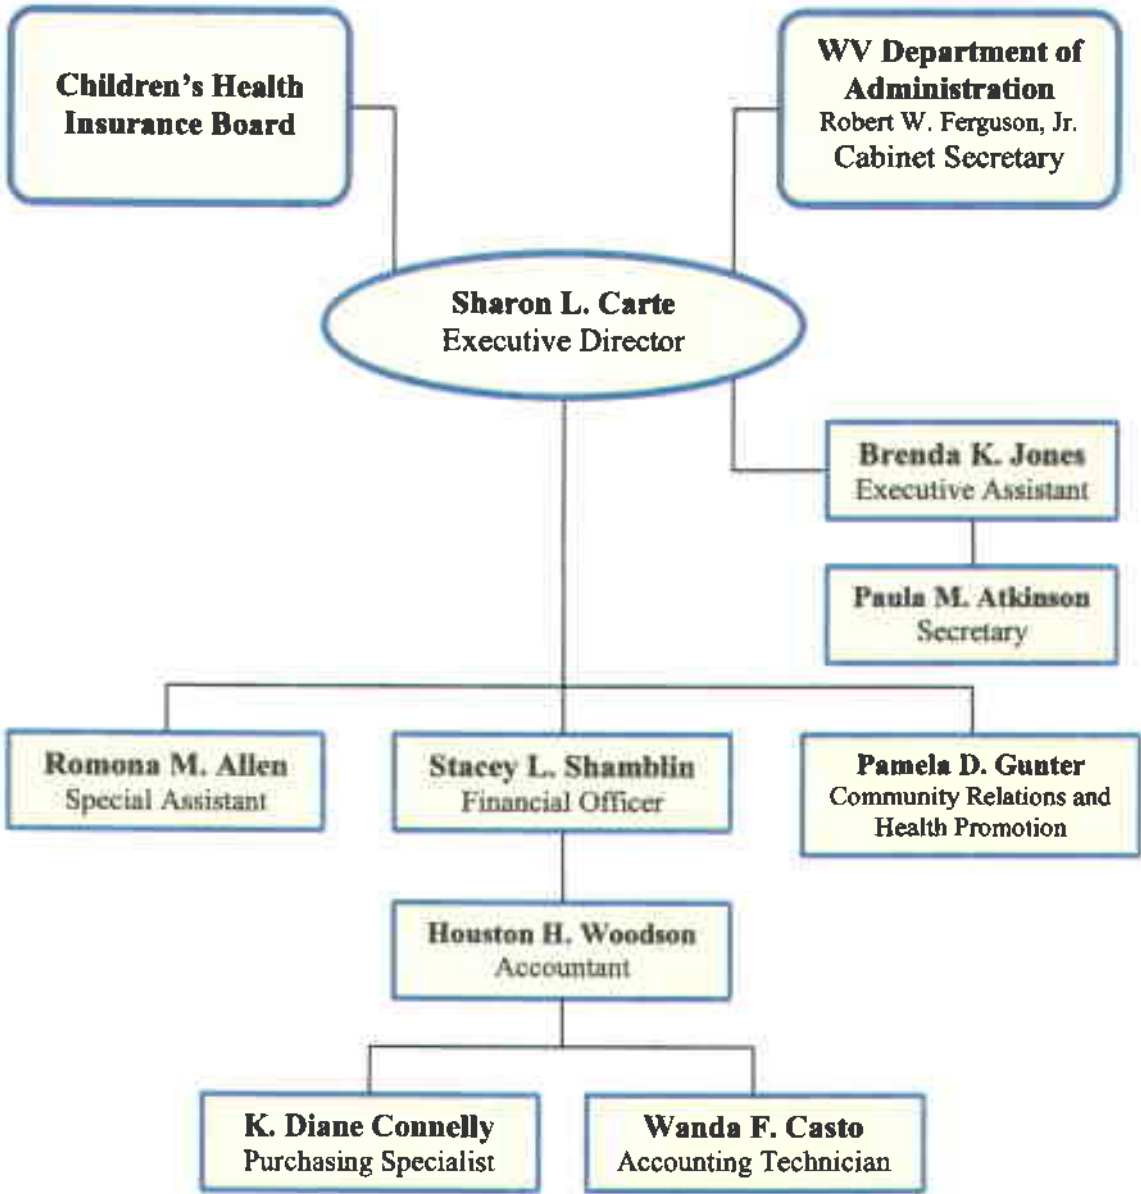 Children's Health
Insurance Board
WV Department of
Administration
Robert W. Ferguson, Jr.
Cabinet Secretary
Sharon L. Carte
Executive Director
Brenda K. Jones
Executive Assistant
Paula M. Atkinson
Secretary
Romona M. Allen
Special Assistant
Stacey L. Shamblin
Financial Officer
Pamela D. Gunter
Community Relations and
Health Promotion
Houston H. Woodson
Accountant
K. Diane Connelly
Purchasing Specialist
Wanda F. Casto
Accounting Technician